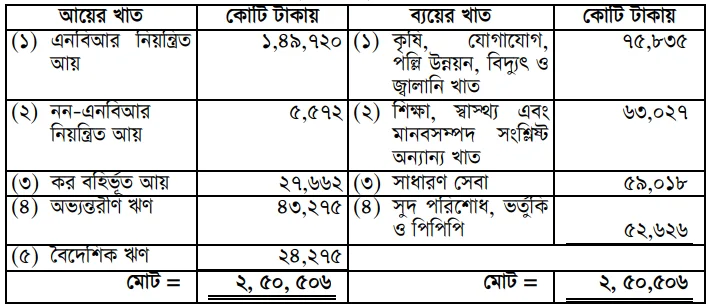 আয়ের খাত কোটি টাকায় ব্যয়ের খাত কোটি টাকায়
(১) এনবিআর নিয়ন্ত্রিত ১,৪৯,৭২০ (১) কৃষি, যোগাযোগ, ৭৫,৮৩৫
আয় পল্লি উন্নয়ন, বিদ্যুৎ ও
জ্বালানি খাত
(২) নন-এনবিআর ৫,৫৭২ (২) শিক্ষা, স্বাস্থ্য এবং ৬৩,০২৭
নিয়ন্ত্রিত আয় মানবসম্পদ সংশ্লিষ্ট
অন্যান্য খাত
(৩) কর বহির্ভূত আয় ২৭,৬৬২ (৩) সাধারণ সেবা ৫৯,০১৮
(৪) অভ্যন্তরীণ ঋণ ৪৩,২৭৫ (৪) সুদ পরিশোধ, ভর্তুকি
ও পিপিপি ৫২,৬২৬
(৫) বৈদেশিক ঋণ ২৪,২৭৫
মোট = ২, ৫০, ৫০৬ মোট = ২, ৫০,৫০৬